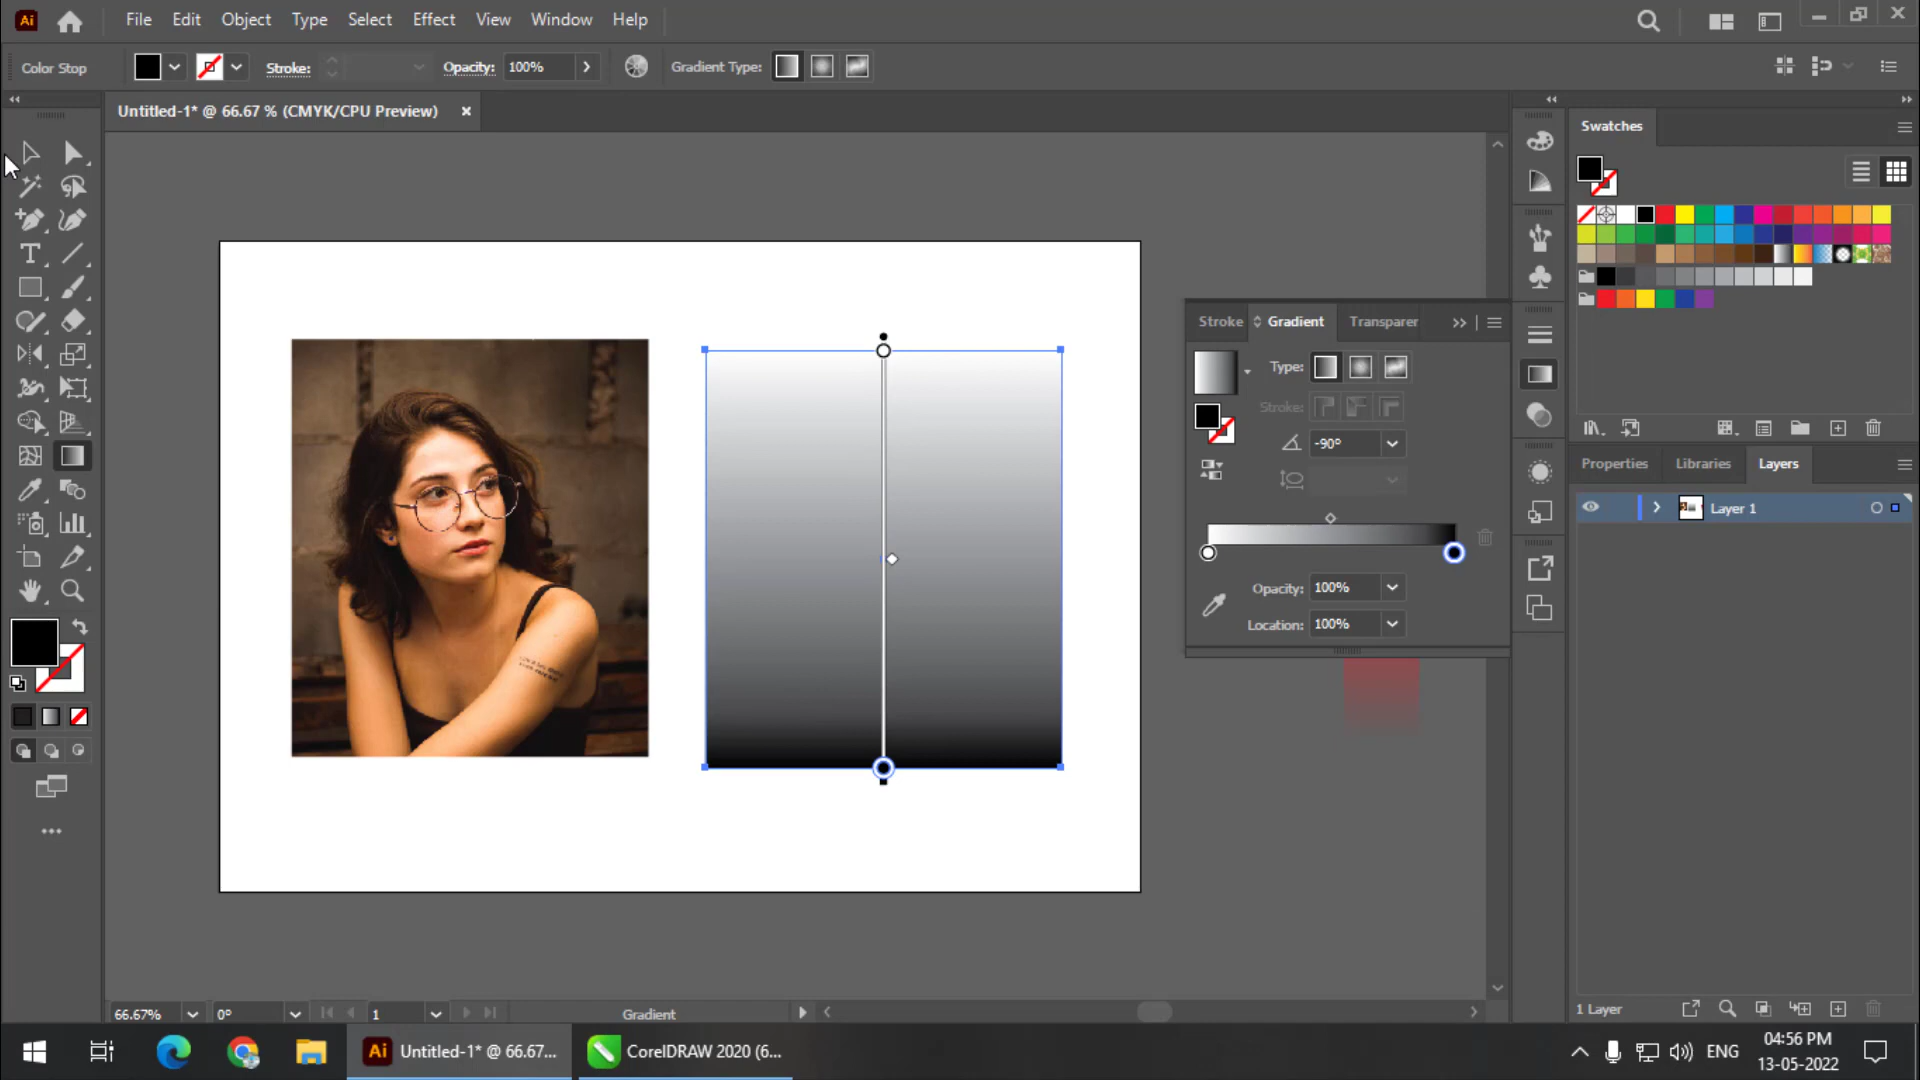 Ai File Edit Object Type Select Effect View Window Help
Color Stop Stroke: Opacity: 100% Gradient Type:
Untitled-1* @ 66.67 % (CMYK/CPU Preview) ×
Swatches
Stroke Gradient Transparer
Type:
Stroke:
-90°
Opacity: 100%
Location: 100%
Properties Libraries Layers
Layer 1
1 Layer
66.67% 0° 1 Gradient
Ai Untitled-1* @ 66.67... CorelDRAW 2020 (6... ENG
04:56 PM
13-05-2022